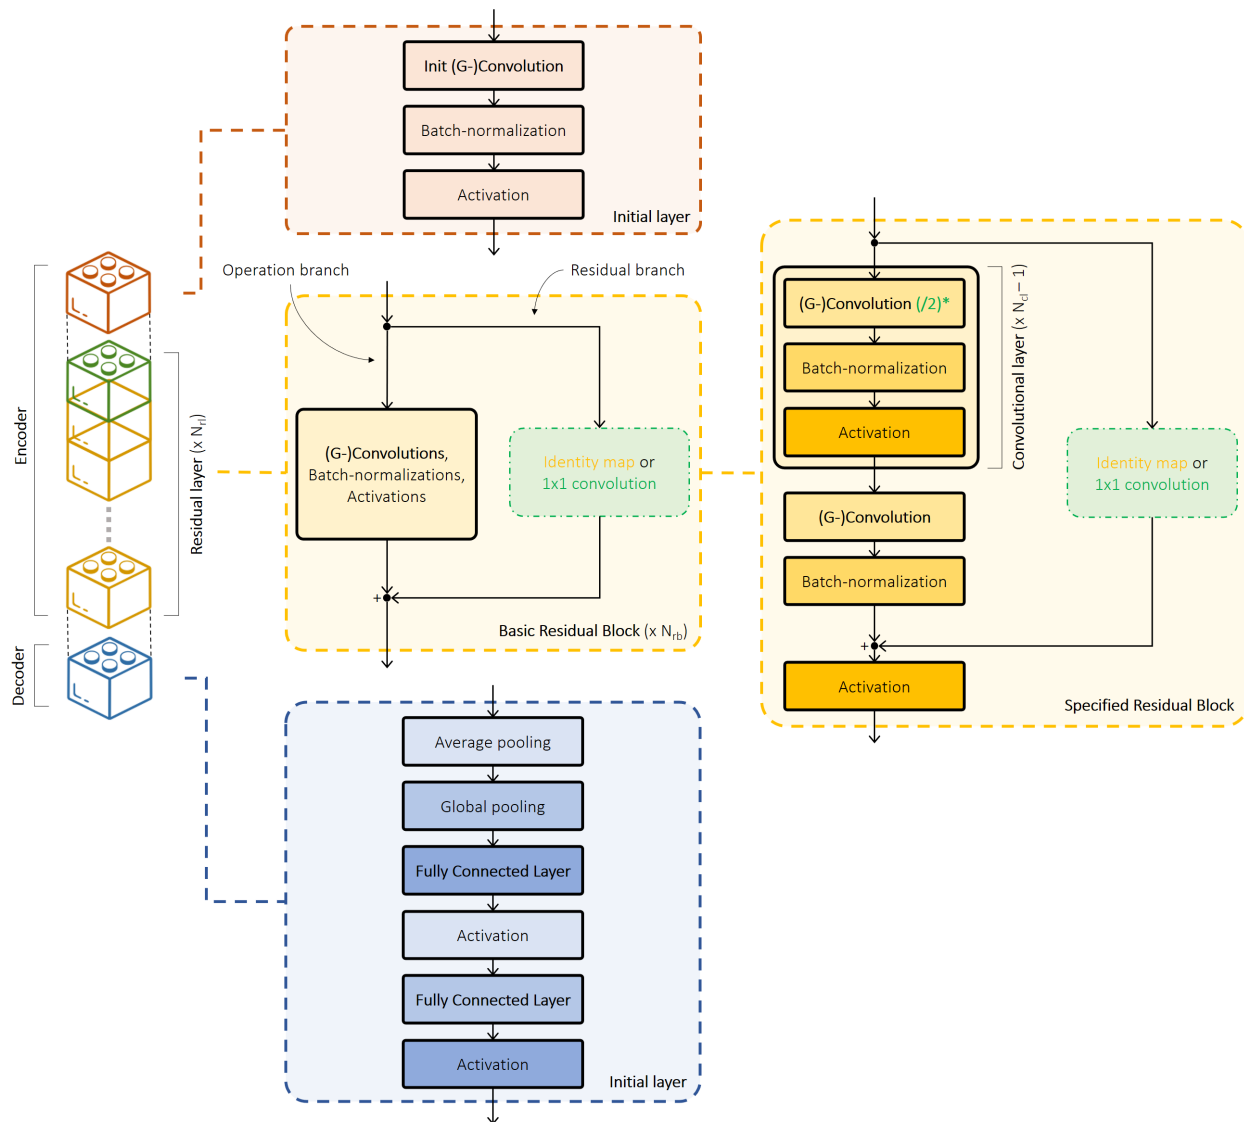 Init (G-)Convolution
Batch-normalization
Activation
Initial layer
Encoder
Residual layer (x Nrl)
Decoder
Operation branch
Residual branch
(G-)Convolutions,
Batch-normalizations,
Activations
Identity map or
1x1 convolution
+
Basic Residual Block (x Nrb)
(G-)Convolution (/2)*
Batch-normalization
Activation
Convolutional layer (x Ncl – 1)
Identity map or
1x1 convolution
(G-)Convolution
Batch-normalization
+
Activation
Specified Residual Block
Average pooling
Global pooling
Fully Connected Layer
Activation
Fully Connected Layer
Activation
Initial layer